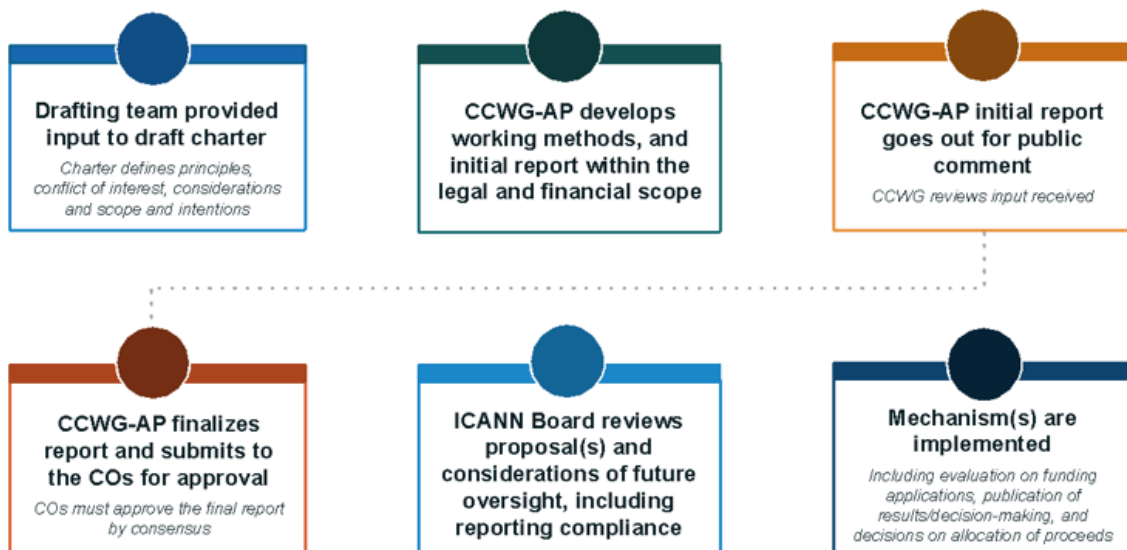 Drafting team provided
input to draft charter
Charter defines principles,
conflict of interest, considerations
and scope and intentions
CCWG-AP develops
working methods, and
initial report within the
legal and financial scope
CCWG-AP initial report
goes out for public
comment
CCWG reviews input received
CCWG-AP finalizes
report and submits to
the COs for approval
COs must approve the final report
by consensus
ICANN Board reviews
proposal(s) and
considerations of future
oversight, including
reporting compliance
Mechanism(s) are
implemented
Including evaluation on funding
applications, publication of
results/decision-making, and
decisions on allocation of proceeds